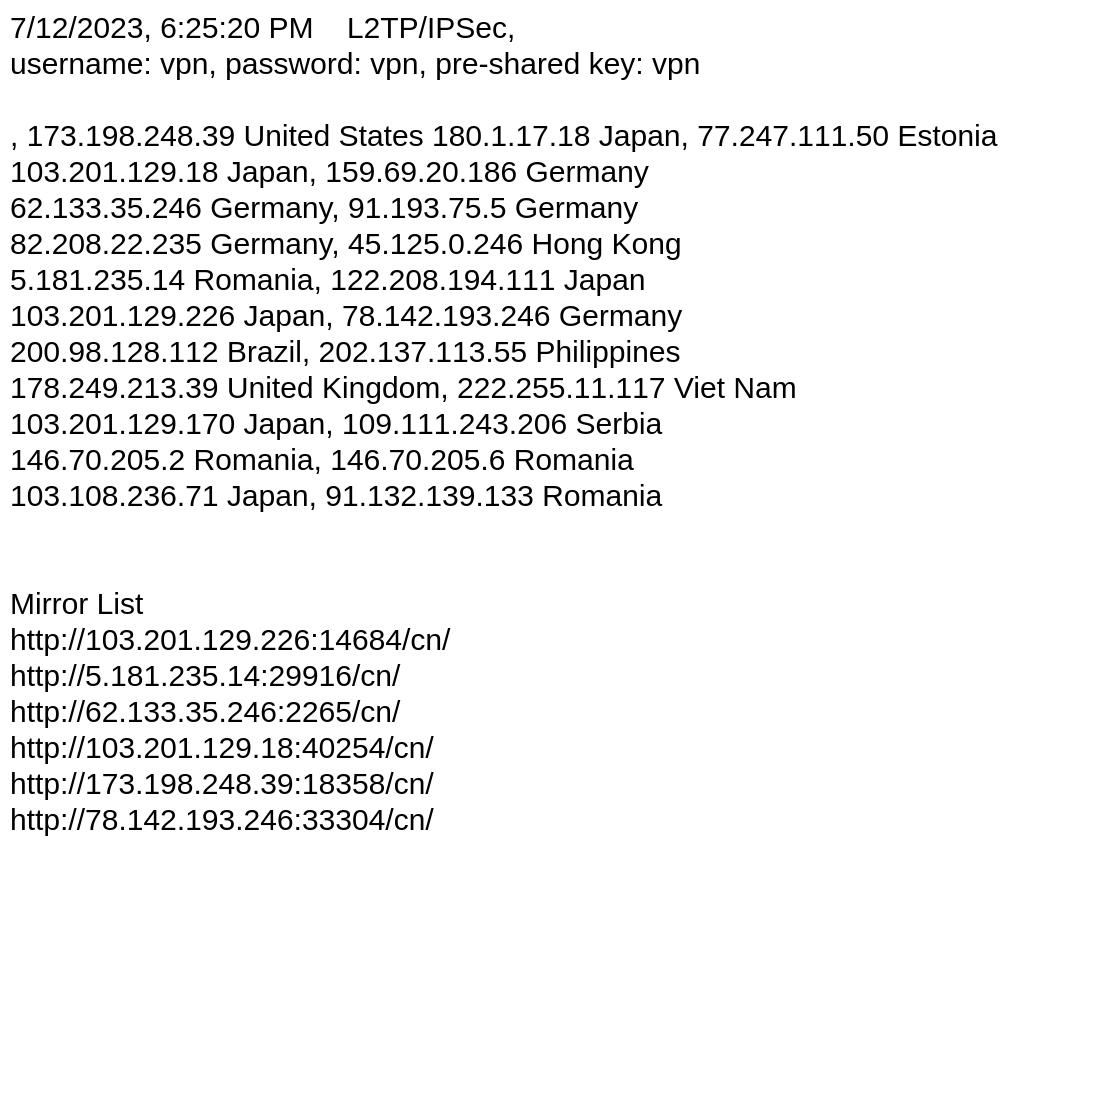 7/12/2023, 6:25:20 PM    L2TP/IPSec,
username: vpn, password: vpn, pre-shared key: vpn
, 173.198.248.39 United States 180.1.17.18 Japan, 77.247.111.50 Estonia
103.201.129.18 Japan, 159.69.20.186 Germany
62.133.35.246 Germany, 91.193.75.5 Germany
82.208.22.235 Germany, 45.125.0.246 Hong Kong
5.181.235.14 Romania, 122.208.194.111 Japan
103.201.129.226 Japan, 78.142.193.246 Germany
200.98.128.112 Brazil, 202.137.113.55 Philippines
178.249.213.39 United Kingdom, 222.255.11.117 Viet Nam
103.201.129.170 Japan, 109.111.243.206 Serbia
146.70.205.2 Romania, 146.70.205.6 Romania
103.108.236.71 Japan, 91.132.139.133 Romania
Mirror List
http://103.201.129.226:14684/cn/
http://5.181.235.14:29916/cn/
http://62.133.35.246:2265/cn/
http://103.201.129.18:40254/cn/
http://173.198.248.39:18358/cn/
http://78.142.193.246:33304/cn/